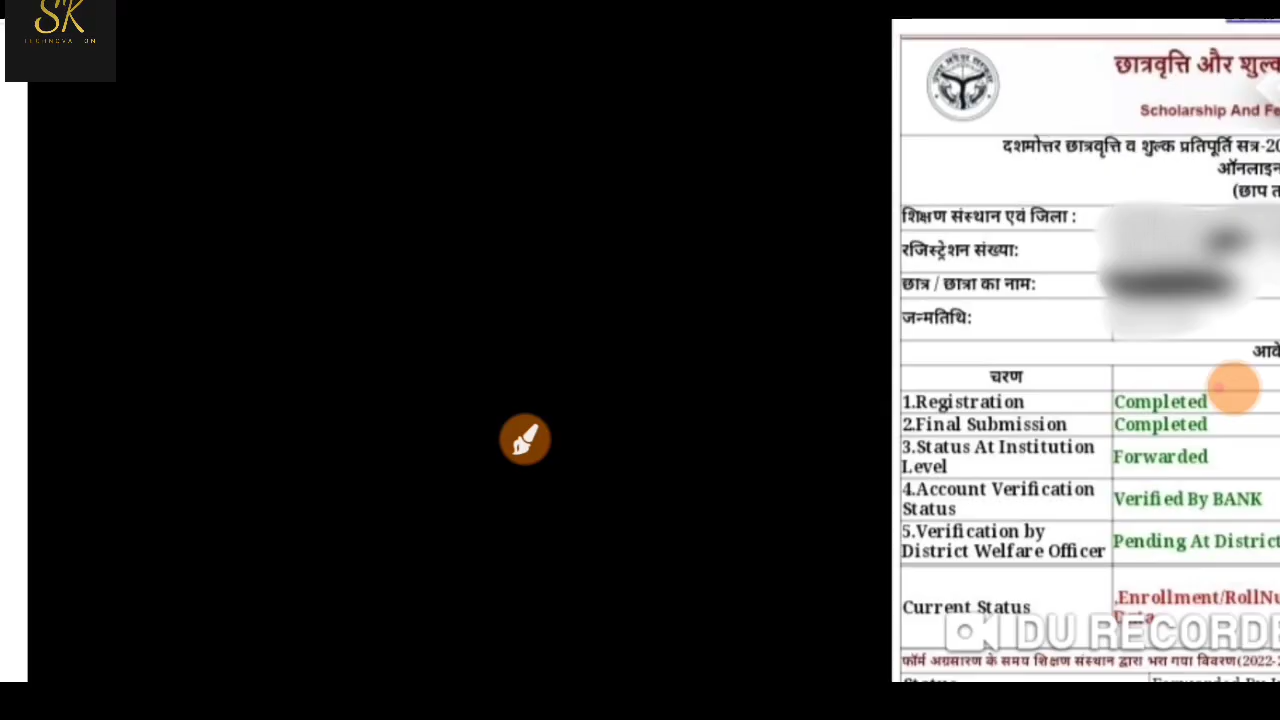 SK
TECHNOVATION
छात्रवृत्ति और शुल्क
Scholarship And Fe
दशमोत्तर छात्रवृत्ति व शुल्क प्रतिपूर्ति सत्र-20
ऑनलाइन
(छाप त
शिक्षण संस्थान एवं जिला :
रजिस्ट्रेशन संख्या:
छात्र / छात्रा का नाम:
जन्मतिथि:
आवे
चरण
1.Registration Completed
2.Final Submission Completed
3.Status At Institution Level Forwarded
4.Account Verification Status Verified By BANK
5.Verification by District Welfare Officer Pending At District
Current Status ,Enrollment/RollNu
Data
DU RECORDE
फॉर्म अग्रसारण के समय शिक्षण संस्थान द्वारा भरा गया विवरण(2022-